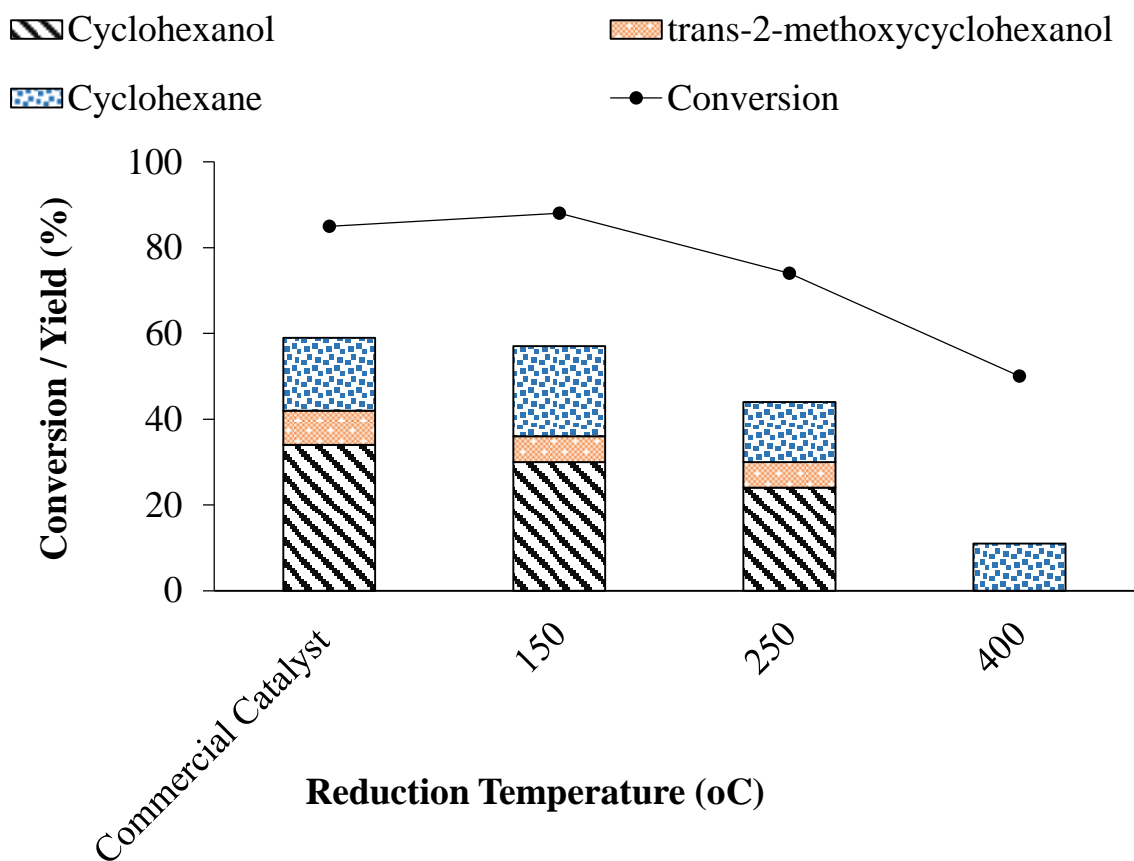 Cyclohexanol
trans-2-methoxycyclohexanol
Cyclohexane
Conversion
100
80
60
40
20
0
Conversion / Yield (%)
Commercial Catalyst
150
250
400
Reduction Temperature (oC)